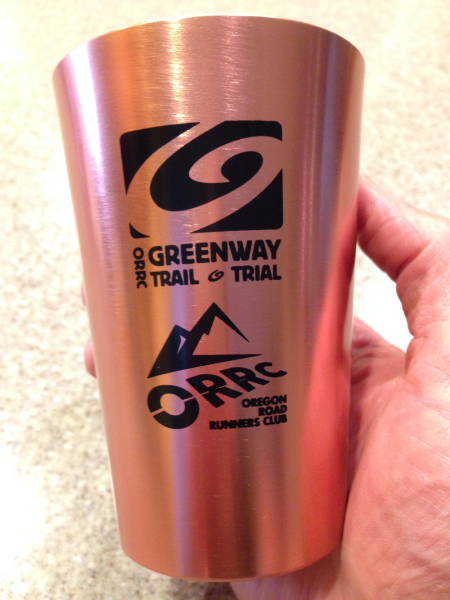 ORRC
GREENWAY
TRAIL TRIAL
ORRC
OREGON
ROAD
RUNNERS CLUB